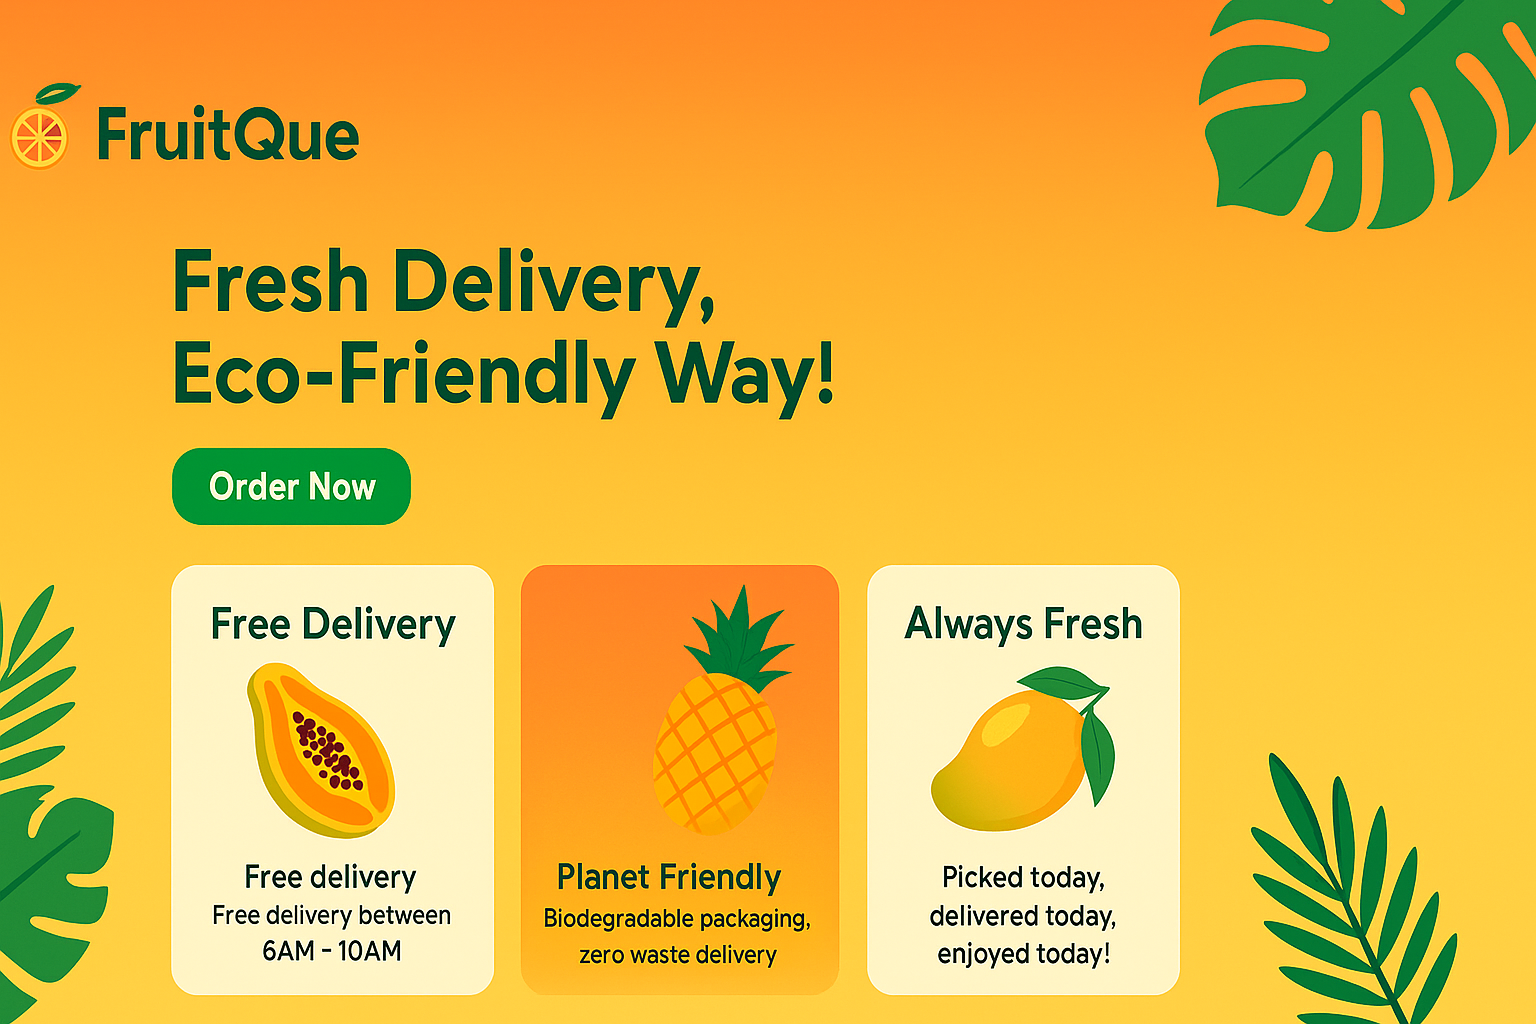 FruitQue
Fresh Delivery,
Eco-Friendly Way!
Order Now
Free Delivery
Free delivery
Free delivery between
6AM – 10AM
Planet Friendly
Biodegradable packaging,
zero waste delivery
Always Fresh
Picked today,
delivered today,
enjoyed today!